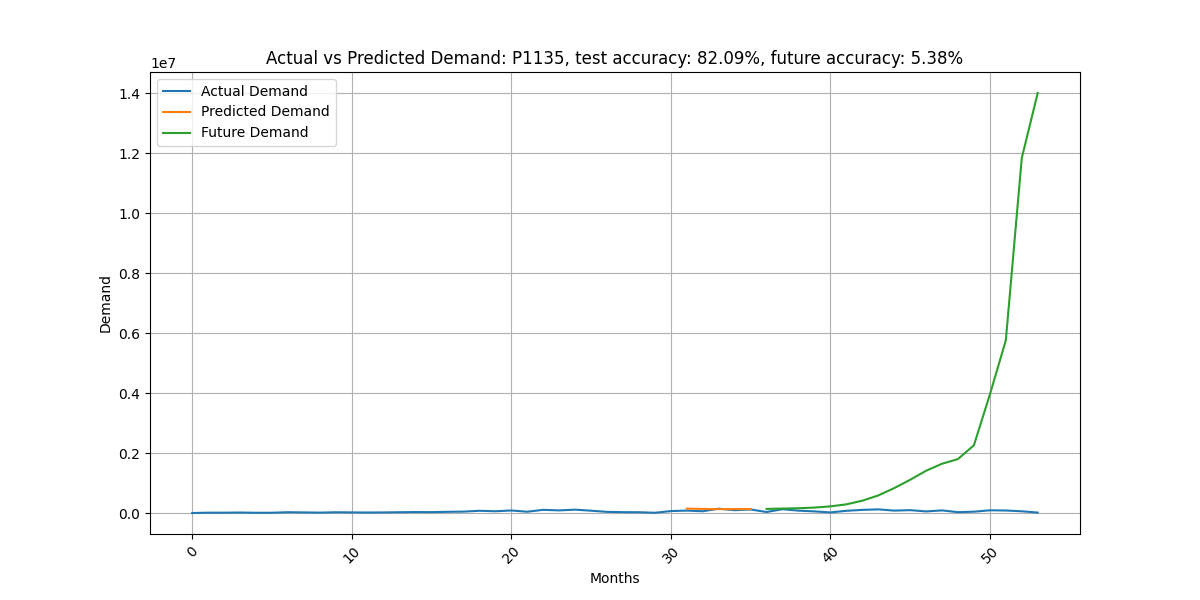 Actual vs Predicted Demand: P1135, test accuracy: 82.09%, future accuracy: 5.38%
1e7
Actual Demand
Predicted Demand
Future Demand
1.4
1.2
1.0
0.8
0.6
0.4
0.2
0.0
Demand
0 10 20 30 40 50
Months